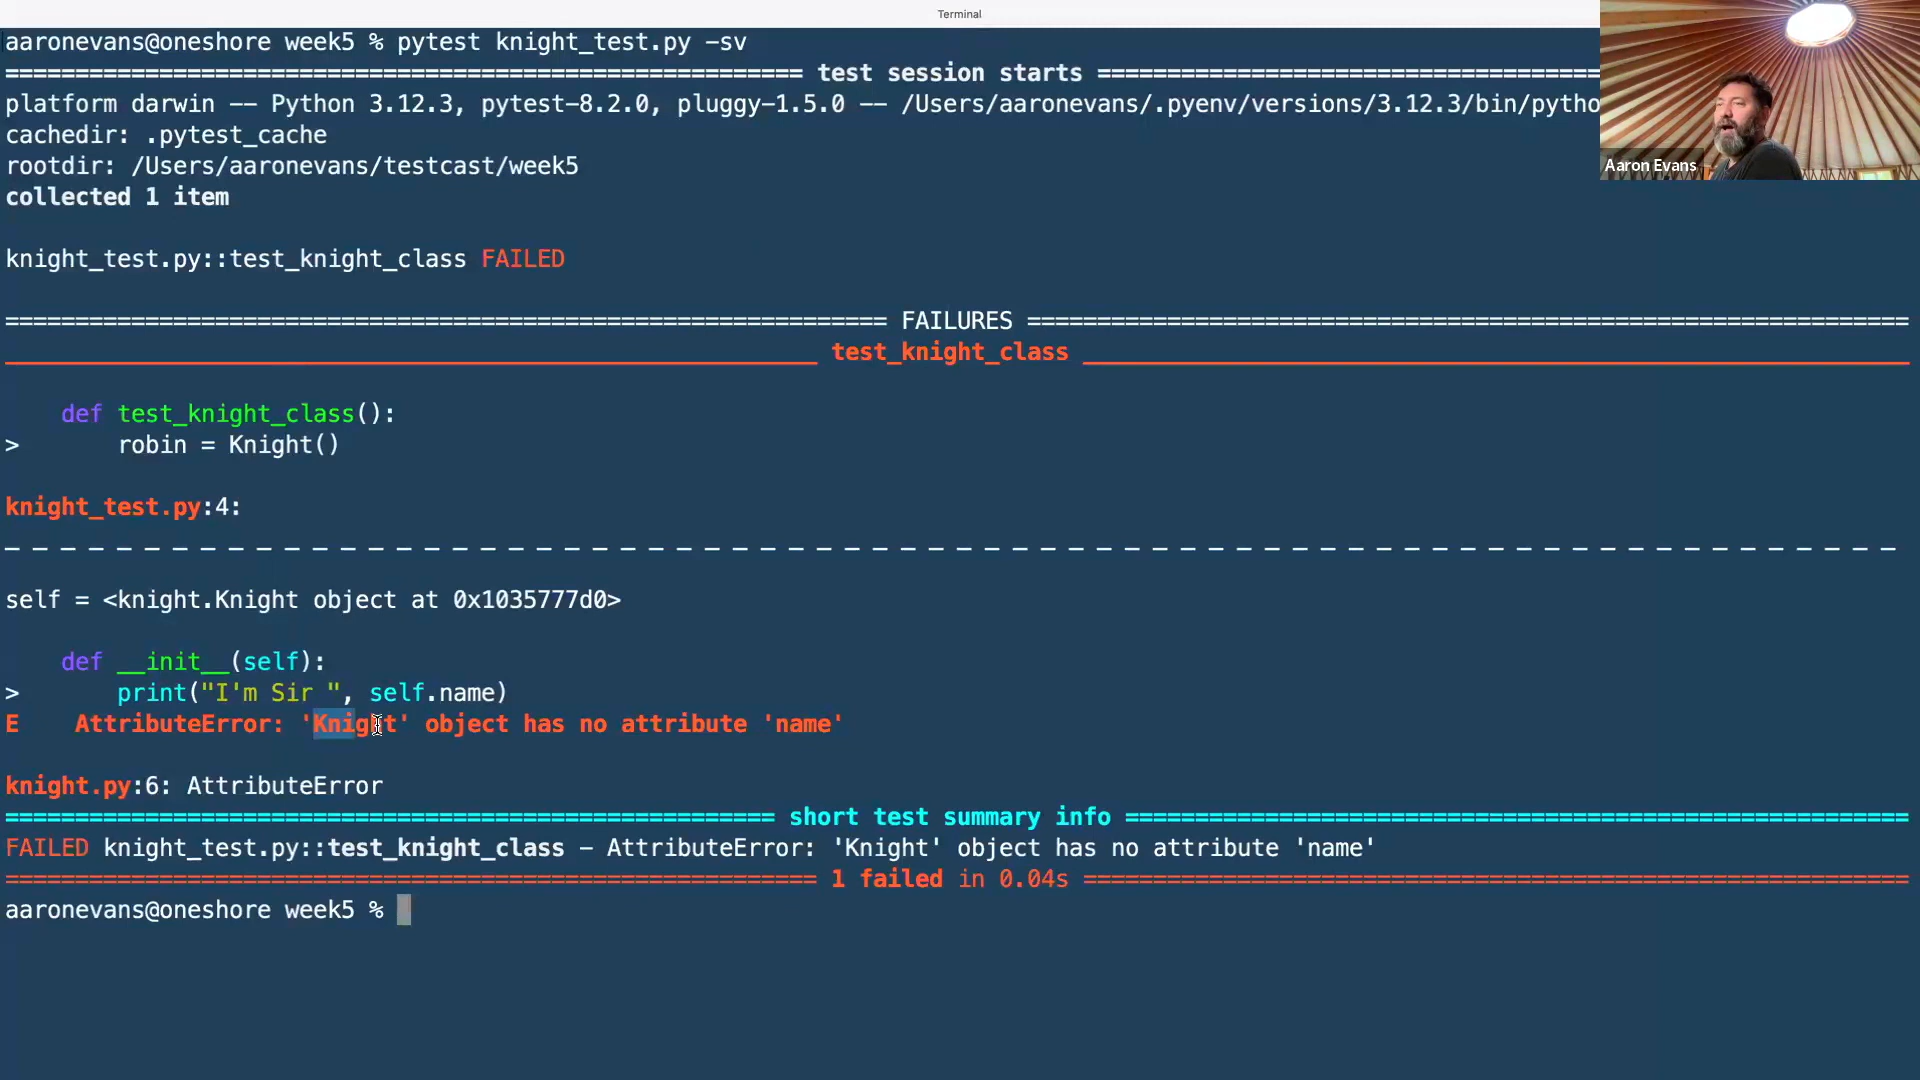 Terminal
aaronevans@oneshore week5 % pytest knight_test.py -sv
============================ test session starts ============================
platform darwin -- Python 3.12.3, pytest-8.2.0, pluggy-1.5.0 -- /Users/aaronevans/.pyenv/versions/3.12.3/bin/pytho
Aaron Evans
cachedir: .pytest_cache
rootdir: /Users/aaronevans/testcast/week5
collected 1 item
knight_test.py::test_knight_class FAILED
============================ FAILURES ============================
____________________________ test_knight_class ____________________________
def test_knight_class():
> robin = Knight()
knight_test.py:4:
_ _ _ _ _ _ _ _ _ _ _ _ _ _ _ _ _ _ _ _ _ _ _ _ _ _ _ _ _ _ _ _
self = <knight.Knight object at 0x1035777d0>
def __init__(self):
> print("I'm Sir ", self.name)
E AttributeError: 'Knight' object has no attribute 'name'
knight.py:6: AttributeError
============================ short test summary info ============================
FAILED knight_test.py::test_knight_class - AttributeError: 'Knight' object has no attribute 'name'
============================ 1 failed in 0.04s ============================
aaronevans@oneshore week5 %